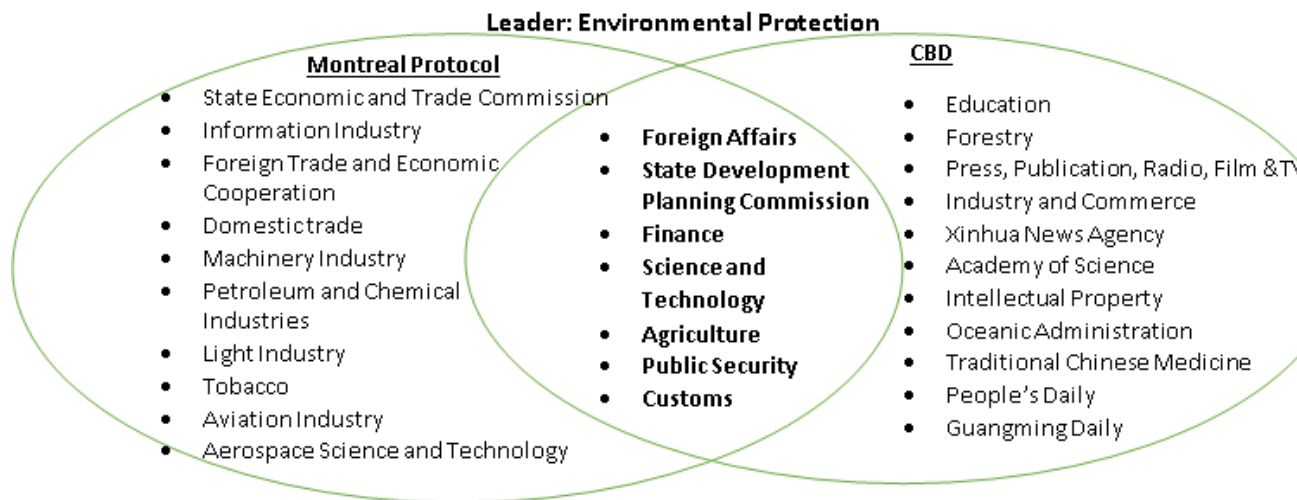 Leader: Environmental Protection
Montreal Protocol
• State Economic and Trade Commission
• Information Industry
• Foreign Trade and Economic
Cooperation
• Domestic trade
• Machinery Industry
• Petroleum and Chemical
Industries
• Light Industry
• Tobacco
• Aviation Industry
• Aerospace Science and Technology
• Foreign Affairs
• State Development
Planning Commission
• Finance
• Science and
Technology
• Agriculture
• Public Security
• Customs
CBD
• Education
• Forestry
• Press, Publication, Radio, Film &TV
• Industry and Commerce
• Xinhua News Agency
• Academy of Science
• Intellectual Property
• Oceanic Administration
• Traditional Chinese Medicine
• People's Daily
• Guangming Daily